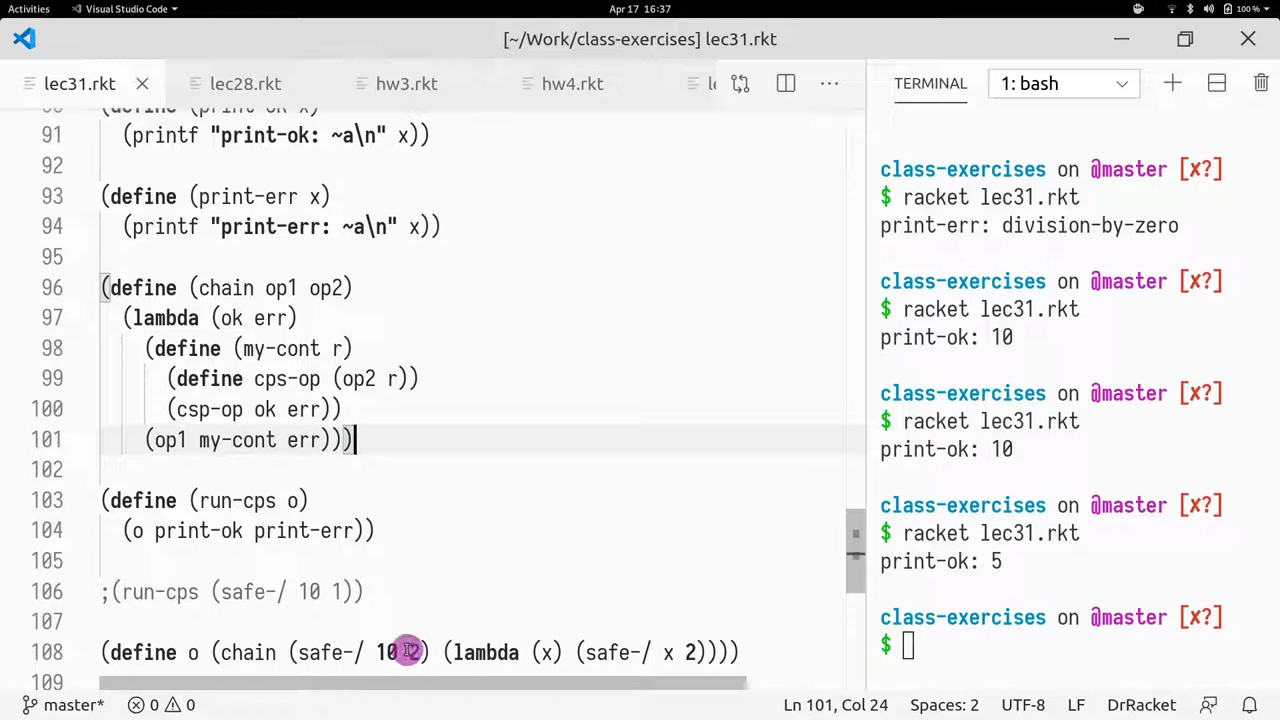 Activities Visual Studio Code Apr 17 16:37 100 %
[~/Work/class-exercises] lec31.rkt
lec31.rkt lec28.rkt hw3.rkt hw4.rkt
TERMINAL 1: bash
91 (printf "print-ok: ~a\n" x))
92
93 (define (print-err x)
94 (printf "print-err: ~a\n" x))
95
96 (define (chain op1 op2)
97 (lambda (ok err)
98 (define (my-cont r)
99 (define cps-op (op2 r))
100 (csp-op ok err))
101 (op1 my-cont err)))
102
103 (define (run-cps o)
104 (o print-ok print-err))
105
106 ;(run-cps (safe-/ 10 1))
107
108 (define o (chain (safe-/ 10 2) (lambda (x) (safe-/ x 2))))
109
class-exercises on @master [✘?]
$ racket lec31.rkt
print-err: division-by-zero
class-exercises on @master [✘?]
$ racket lec31.rkt
print-ok: 10
class-exercises on @master [✘?]
$ racket lec31.rkt
print-ok: 10
class-exercises on @master [✘?]
$ racket lec31.rkt
print-ok: 5
class-exercises on @master [✘?]
$
master* 0 0 Ln 101, Col 24 Spaces: 2 UTF-8 LF DrRacket